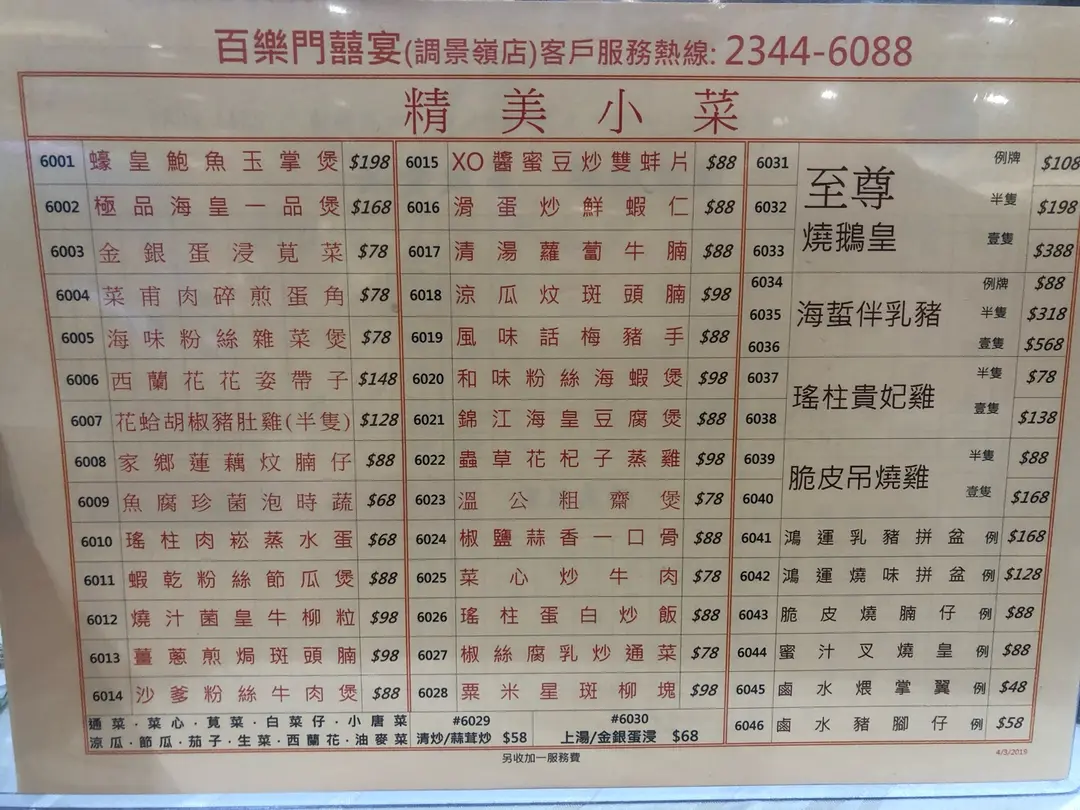 百樂門囍宴(調景嶺店)客戶服務熱線: 2344-6088
精美小菜
6001 蠔皇鮑魚玉掌煲 $198
6002 極品海皇一品煲 $168
6003 金銀蛋浸莧菜 $78
6004 菜甫肉碎煎蛋角 $78
6005 海味粉絲雜菜煲 $78
6006 西蘭花花姿帶子 $148
6007 花蛤胡椒豬肚雞(半隻) $128
6008 家鄉蓮藕炆腩仔 $88
6009 魚腐珍菌泡時蔬 $68
6010 瑤柱肉崧蒸水蛋 $68
6011 蝦乾粉絲節瓜煲 $88
6012 燒汁菌皇牛柳粒 $98
6013 薑蔥煎焗斑頭腩 $98
6014 沙爹粉絲牛肉煲 $88
通菜·菜心·莧菜·白菜仔·小唐菜
涼瓜·節瓜·茄子·生菜·西蘭花·油麥菜
6015 XO醬蜜豆炒雙蚌片 $88
6016 滑蛋炒鮮蝦仁 $88
6017 清湯蘿蔔牛腩 $88
6018 涼瓜炆斑頭腩 $98
6019 風味話梅豬手 $88
6020 和味粉絲海蝦煲 $98
6021 錦江海皇豆腐煲 $88
6022 蟲草花杞子蒸雞 $98
6023 溫公粗齋煲 $78
6024 椒鹽蒜香一口骨 $88
6025 菜心炒牛肉 $78
6026 瑤柱蛋白炒飯 $88
6027 椒絲腐乳炒通菜 $78
6028 粟米星斑柳塊 $98
#6029
清炒/蒜茸炒 $58
#6030
上湯/金銀蛋浸 $68
6031 至尊 例牌 $108
6032 燒鵝皇 半隻 $198
6033 壹隻 $388
6034 例牌 $88
6035 海蜇伴乳豬 半隻 $318
6036 壹隻 $568
6037 瑤柱貴妃雞 半隻 $78
6038 壹隻 $138
6039 脆皮吊燒雞 半隻 $88
6040 壹隻 $168
6041 鴻運乳豬拼盆 例 $168
6042 鴻運燒味拼盆 例 $128
6043 脆皮燒腩仔 例 $88
6044 蜜汁叉燒皇 例 $88
6045 鹵水煨掌翼 例 $48
6046 鹵水豬腳仔 例 $58
另收加一服務費
4/3/2019